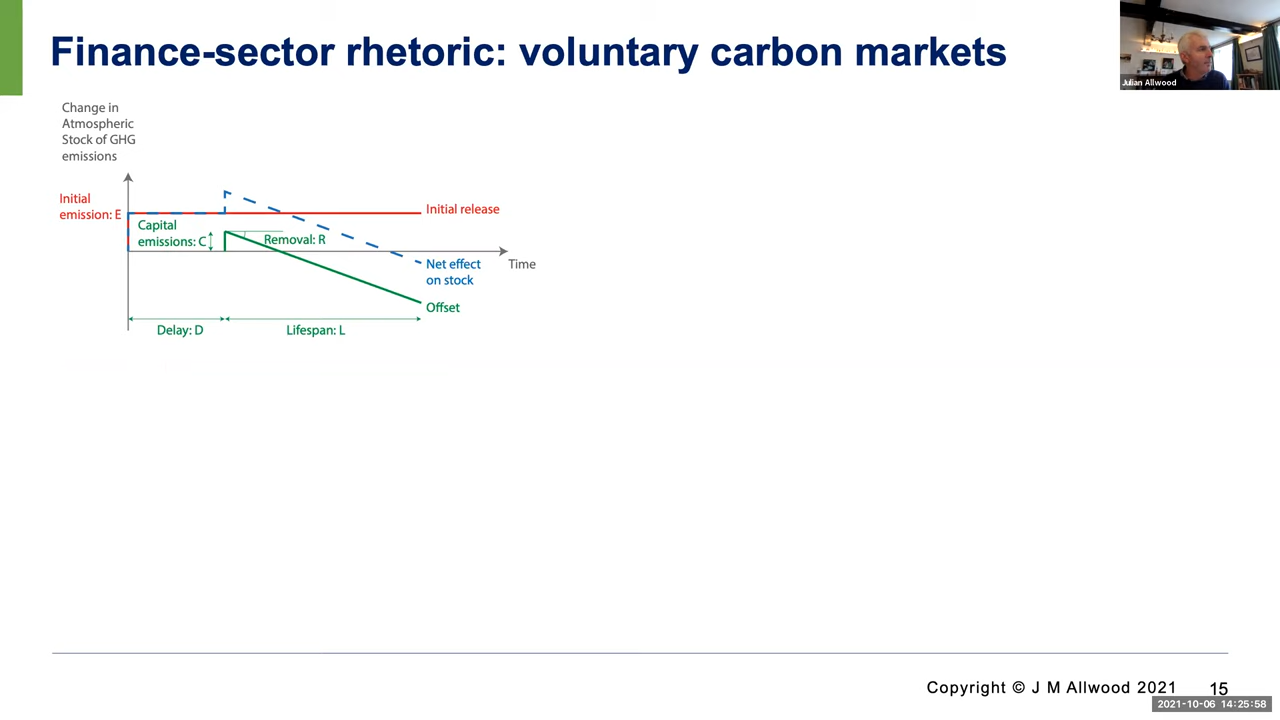 Finance-sector rhetoric: voluntary carbon markets
Julian Allwood
Change in
Atmospheric
Stock of GHG
emissions
Initial
emission: E
Initial release
Capital
emissions: C
Removal: R
Net effect
on stock
Time
Offset
Delay: D
Lifespan: L
Copyright © J M Allwood 2021
15
2021-10-06 14:25:58